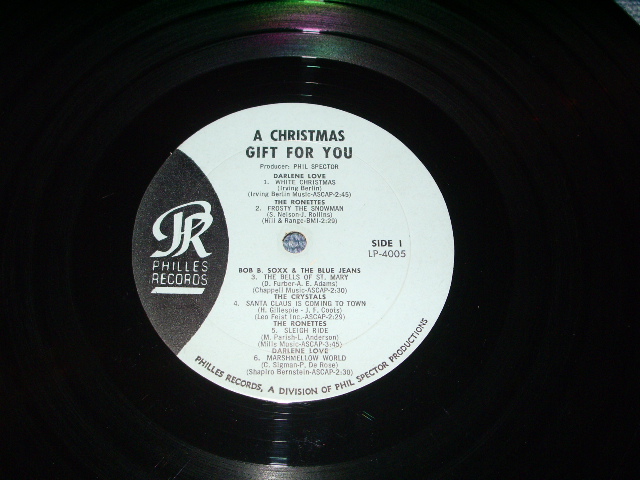 A CHRISTMAS
GIFT FOR YOU
Producer: PHIL SPECTOR
DARLENE LOVE
1. WHITE CHRISTMAS
(Irving Berlin)
(Irving Berlin Music-ASCAP-2:45)
THE RONETTES
2. FROSTY THE SNOWMAN
(S. Nelson-J. Rollins)
(Hill & Range-BMI-2:29)
SIDE 1
LP-4005
PR
PHILLES
RECORDS
BOB B. SOXX & THE BLUE JEANS
3. THE BELLS OF ST. MARY
(D. Furber-A. E. Adams)
(Chappell Music-ASCAP-2:30)
THE CRYSTALS
4. SANTA CLAUS IS COMING TO TOWN
(H. Gillespie - J. F. Coots)
(Leo Feist Inc.-ASCAP-2:29)
THE RONETTES
5. SLEIGH RIDE
(M. Parish-L. Anderson)
(Mills Music-ASCAP-3:45)
DARLENE LOVE
6. MARSHMELLOW WORLD
(C. Sigmon-P. De Rose)
(Shapiro Bernstein-ASCAP-2:38)
PHILLES RECORDS, A DIVISION OF PHIL SPECTOR PRODUCTIONS